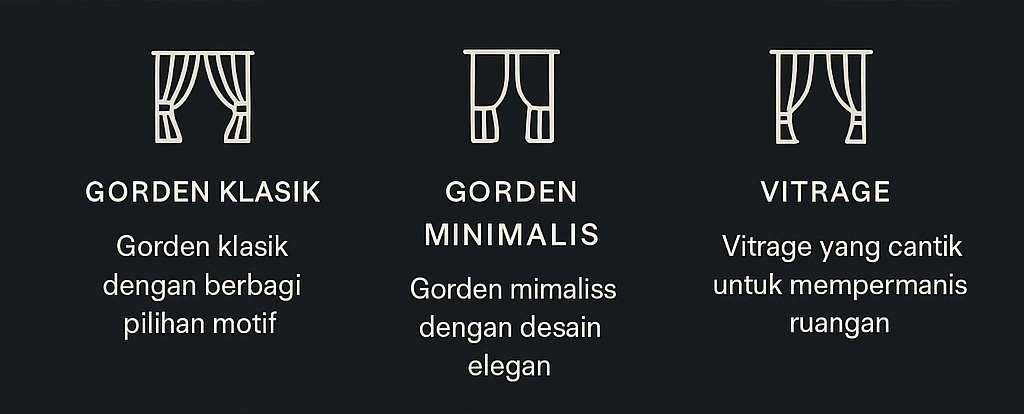 GORDEN KLASIK
Gorden klasik
dengan berbagi
pilihan motif
GORDEN
MINIMALIS
Gorden mimaliss
dengan desain
elegan
VITRAGE
Vitrage yang cantik
untuk mempermanis
ruangan